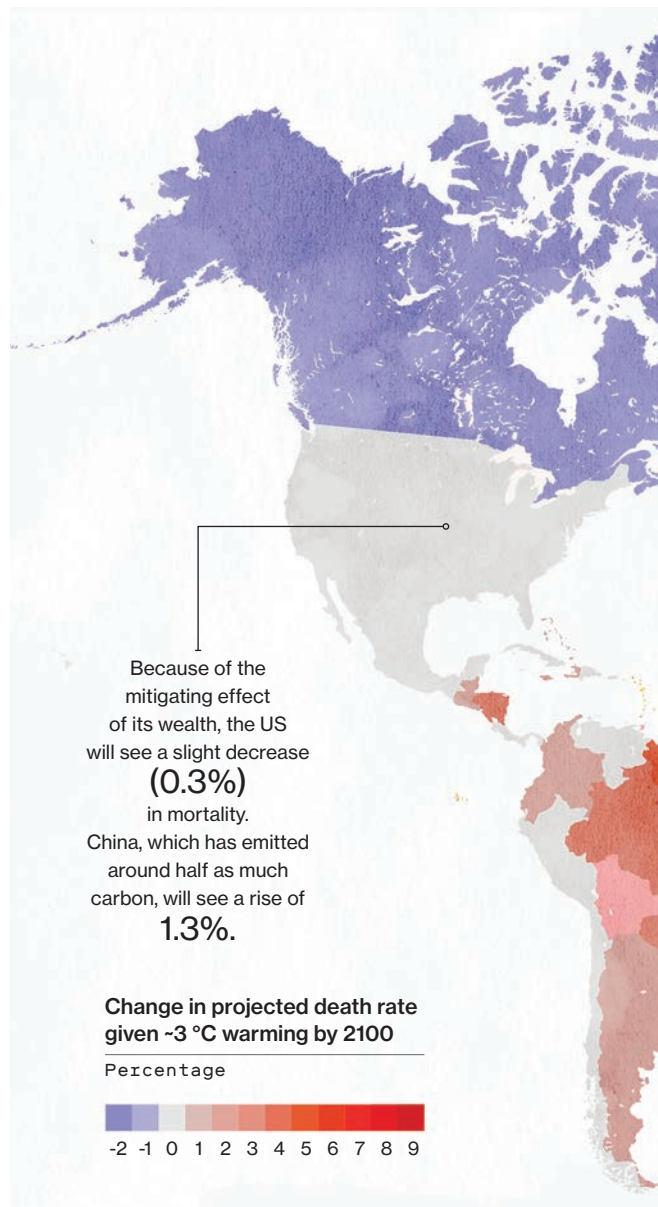 Because of the
mitigating effect
of its wealth, the US
will see a slight decrease
(0.3%)
in mortality.
China, which has emitted
around half as much
carbon, will see a rise of
1.3%.
Change in projected death rate
given ~3 °C warming by 2100
Percentage
-2 -1 0 1 2 3 4 5 6 7 8 9